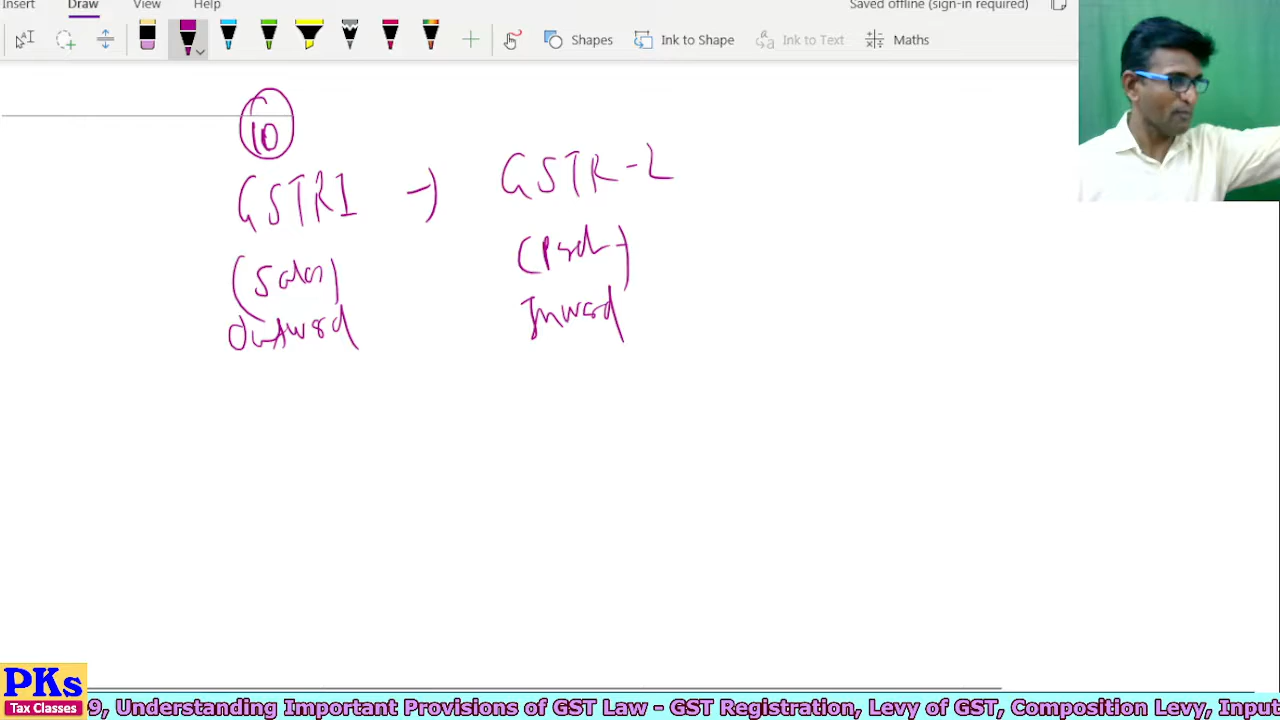 Insert Draw View Help Saved offline (sign-in required)
Shapes Ink to Shape Ink to Text Maths
10
GSTR1 → GSTR-2
(Sales) (Purch)
Outward Inward
PKs
Tax Classes
9, Understanding Important Provisions of GST Law - GST Registration, Levy of GST, Composition Levy, Input